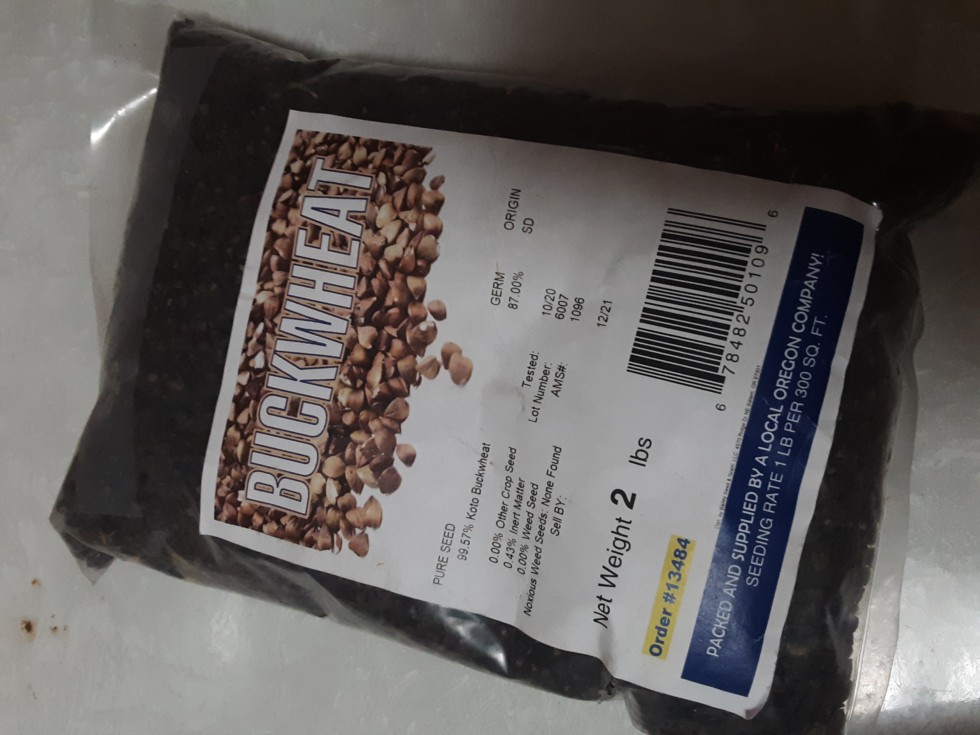 BUCKWHEAT
PURE SEED GERM ORIGIN
99.57% Koto Buckwheat 87.00% SD
0.00% Other Crop Seed Tested: 10/20
0.43% Inert Matter Lot Number: 6007
0.00% Weed Seed AMS#: 1096
Noxious Weed Seeds: None Found
Sell BY: 12/21
Net Weight 2 lbs
6 78482 50109 6
Order #13484
PACKED AND SUPPLIED BY A LOCAL OREGON COMPANY!
SEEDING RATE 1 LB PER 300 SQ. FT.